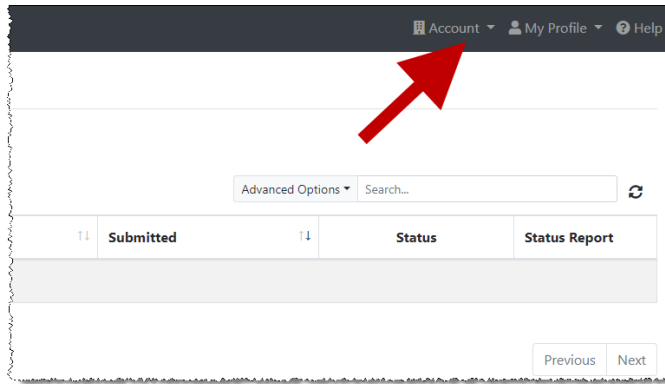 Account My Profile Help
Advanced Options Search...
Submitted Status Status Report
Previous Next